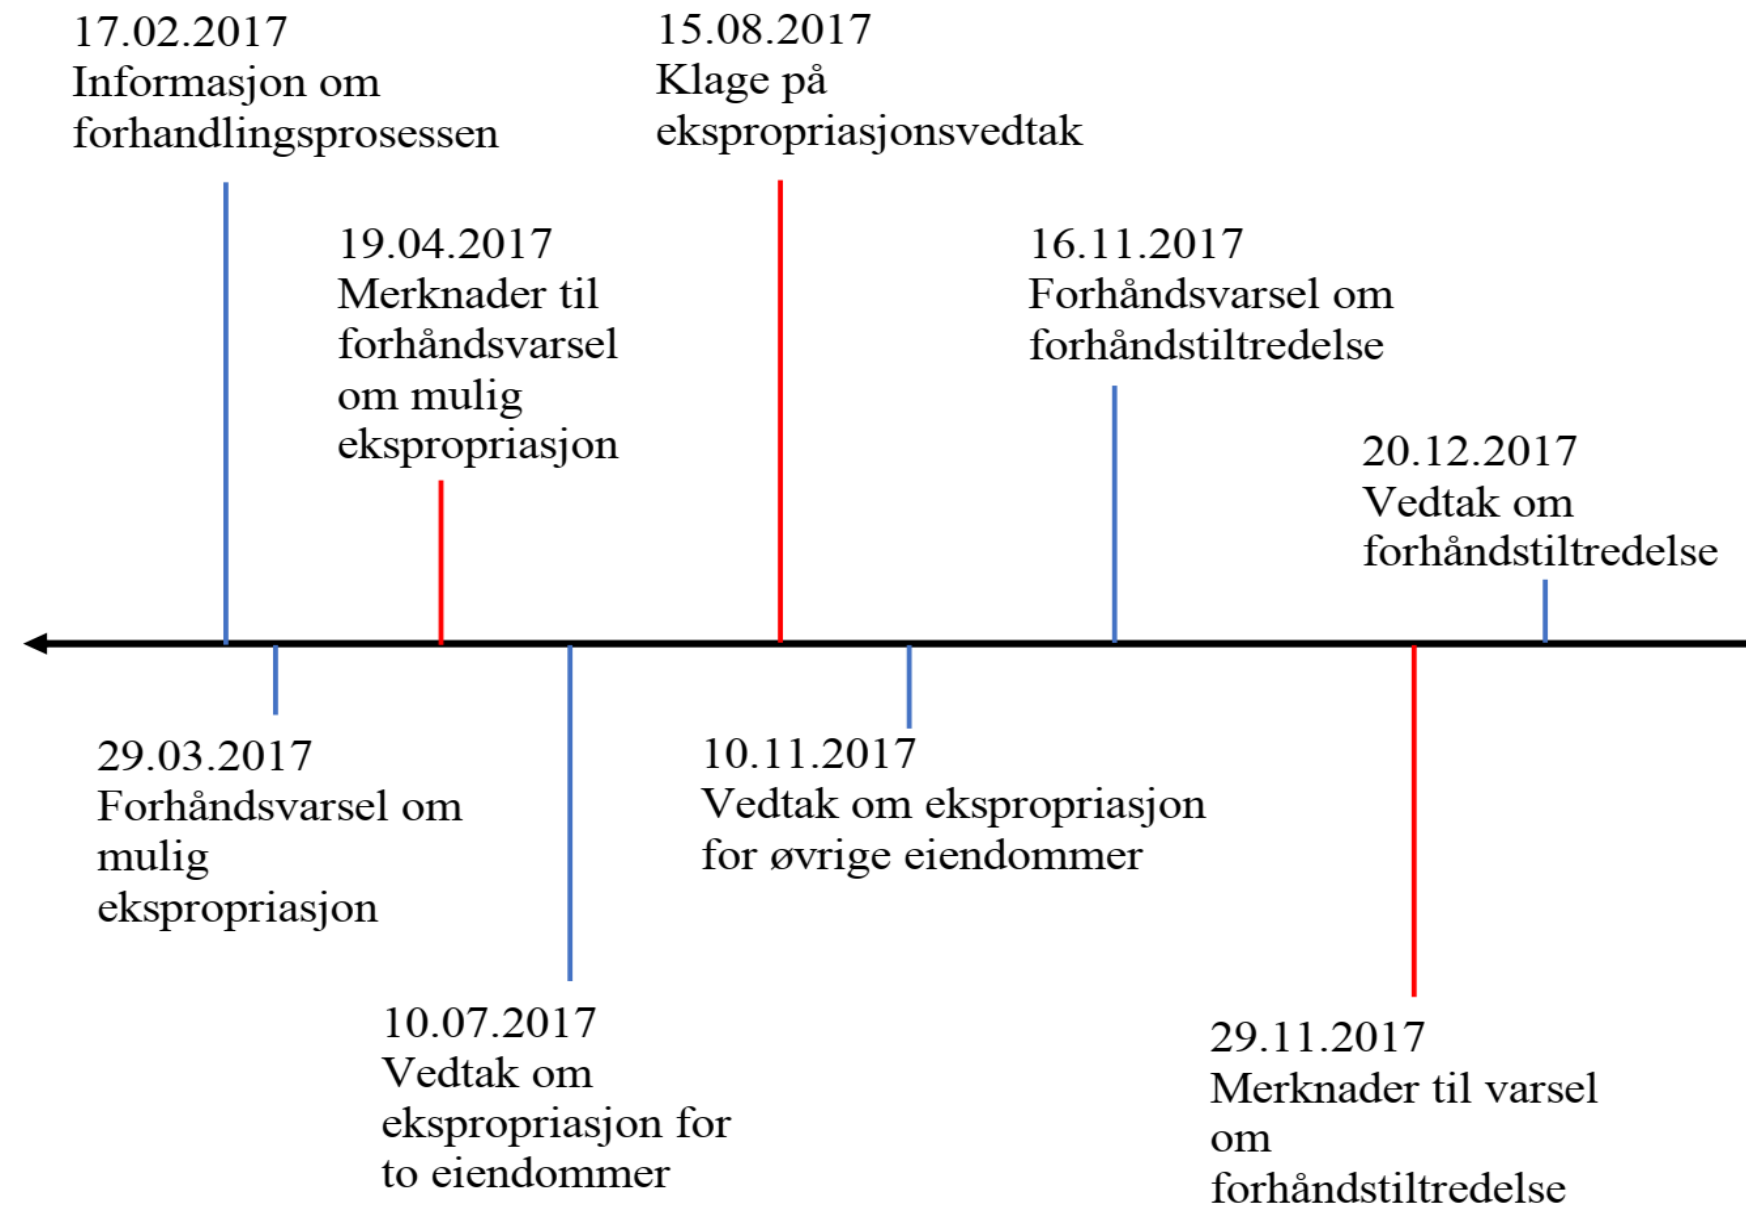 17.02.2017
Informasjon om
forhandlingsprosessen
15.08.2017
Klage på
ekspropriasjonsvedtak
19.04.2017
Merknader til
forhåndsvarsel
om mulig
ekspropriasjon
16.11.2017
Forhåndsvarsel om
forhåndstiltredelse
20.12.2017
Vedtak om
forhåndstiltredelse
29.03.2017
Forhåndsvarsel om
mulig
ekspropriasjon
10.11.2017
Vedtak om ekspropriasjon
for øvrige eiendommer
10.07.2017
Vedtak om
ekspropriasjon for
to eiendommer
29.11.2017
Merknader til varsel
om
forhåndstiltredelse